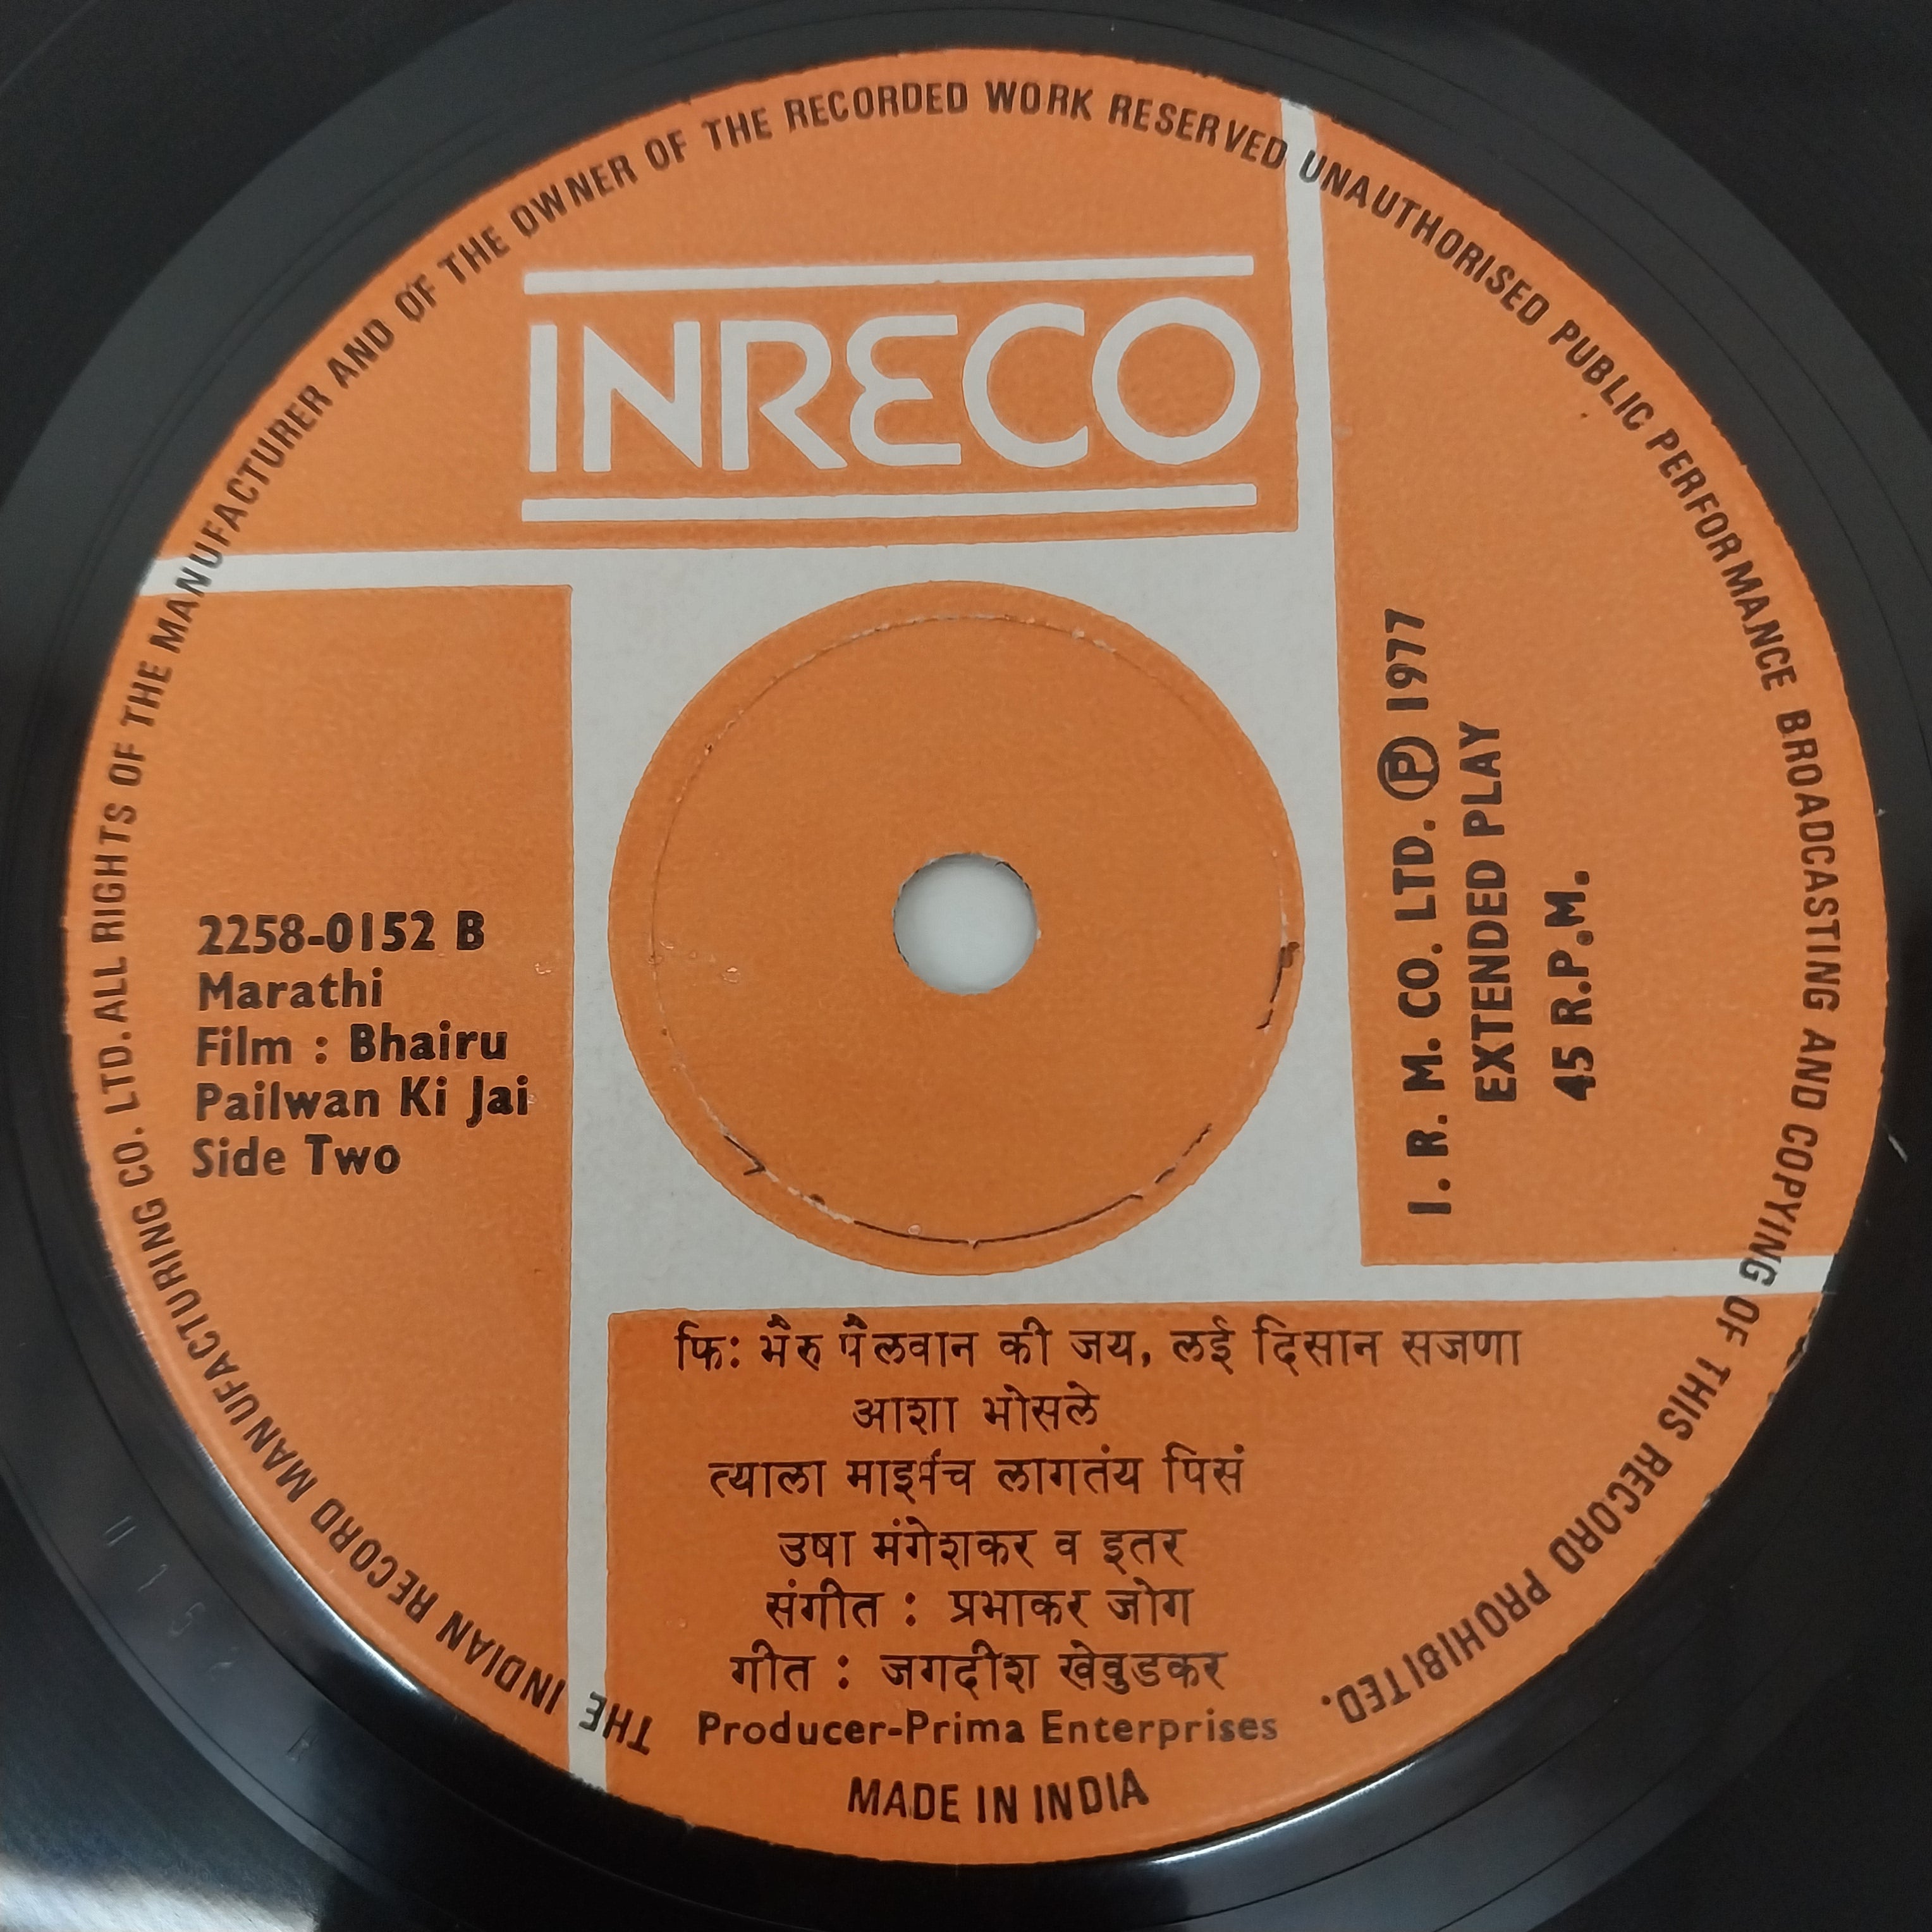 THE INDIAN RECORD MANUFACTURING CO. LTD. ALL RIGHTS OF THE MANUFACTURER AND OF THE OWNER OF THE RECORDED WORK RESERVED UNAUTHORISED PUBLIC PERFORMANCE BROADCASTING AND COPYING OF THIS RECORD PROHIBITED.
INRECO
2258-0152 B
Marathi
Film : Bhairu
Pailwan Ki Jai
Side Two
I. R. M. CO. LTD. Ⓟ 1977
EXTENDED PLAY
45 R.P.M.
फि: भैरु पैलवान की जय, लई दिसान सजणा
आशा भोसले
त्याला लागतंय पिसं
उषा मंगेशकर व इतर
संगीत : प्रभाकर जोग
गीत : जगदीश खेबुडकर
Producer-Prima Enterprises
MADE IN INDIA